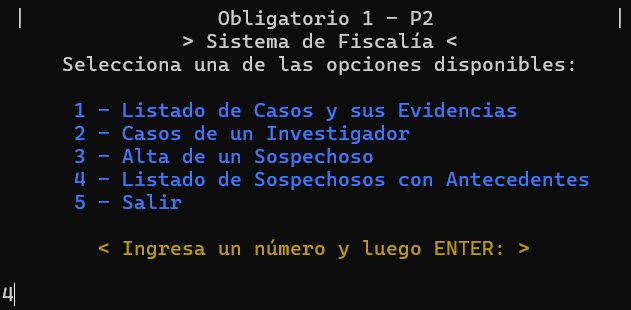 | Obligatorio 1 - P2 |
> Sistema de Fiscalía <
Selecciona una de las opciones disponibles:
1 - Listado de Casos y sus Evidencias
2 - Casos de un Investigador
3 - Alta de un Sospechoso
4 - Listado de Sospechosos con Antecedentes
5 - Salir
< Ingresa un número y luego ENTER: >
4